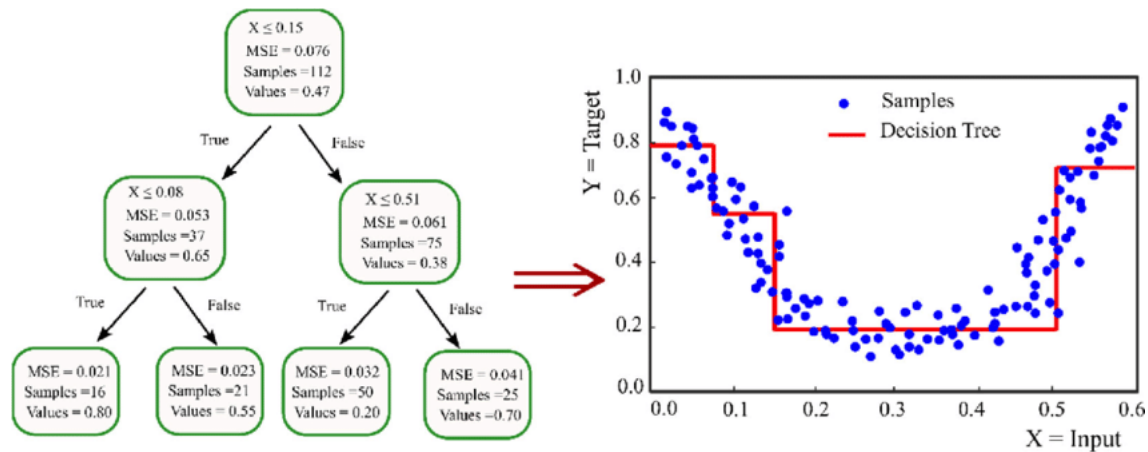 X ≤ 0.15
MSE = 0.076
Samples =112
Values = 0.47
True
False
X ≤ 0.08
MSE = 0.053
Samples =37
Values = 0.65
X ≤ 0.51
MSE = 0.061
Samples =75
Values = 0.38
True
False
True
False
MSE = 0.021
Samples =16
Values = 0.80
MSE = 0.023
Samples =21
Values = 0.55
MSE = 0.032
Samples =50
Values = 0.20
MSE = 0.041
Samples =25
Values =0.70
Y = Target
1.0
0.8
0.6
0.4
0.2
0.0
Samples
Decision Tree
0.0 0.1 0.2 0.3 0.4 0.5 0.6
X = Input